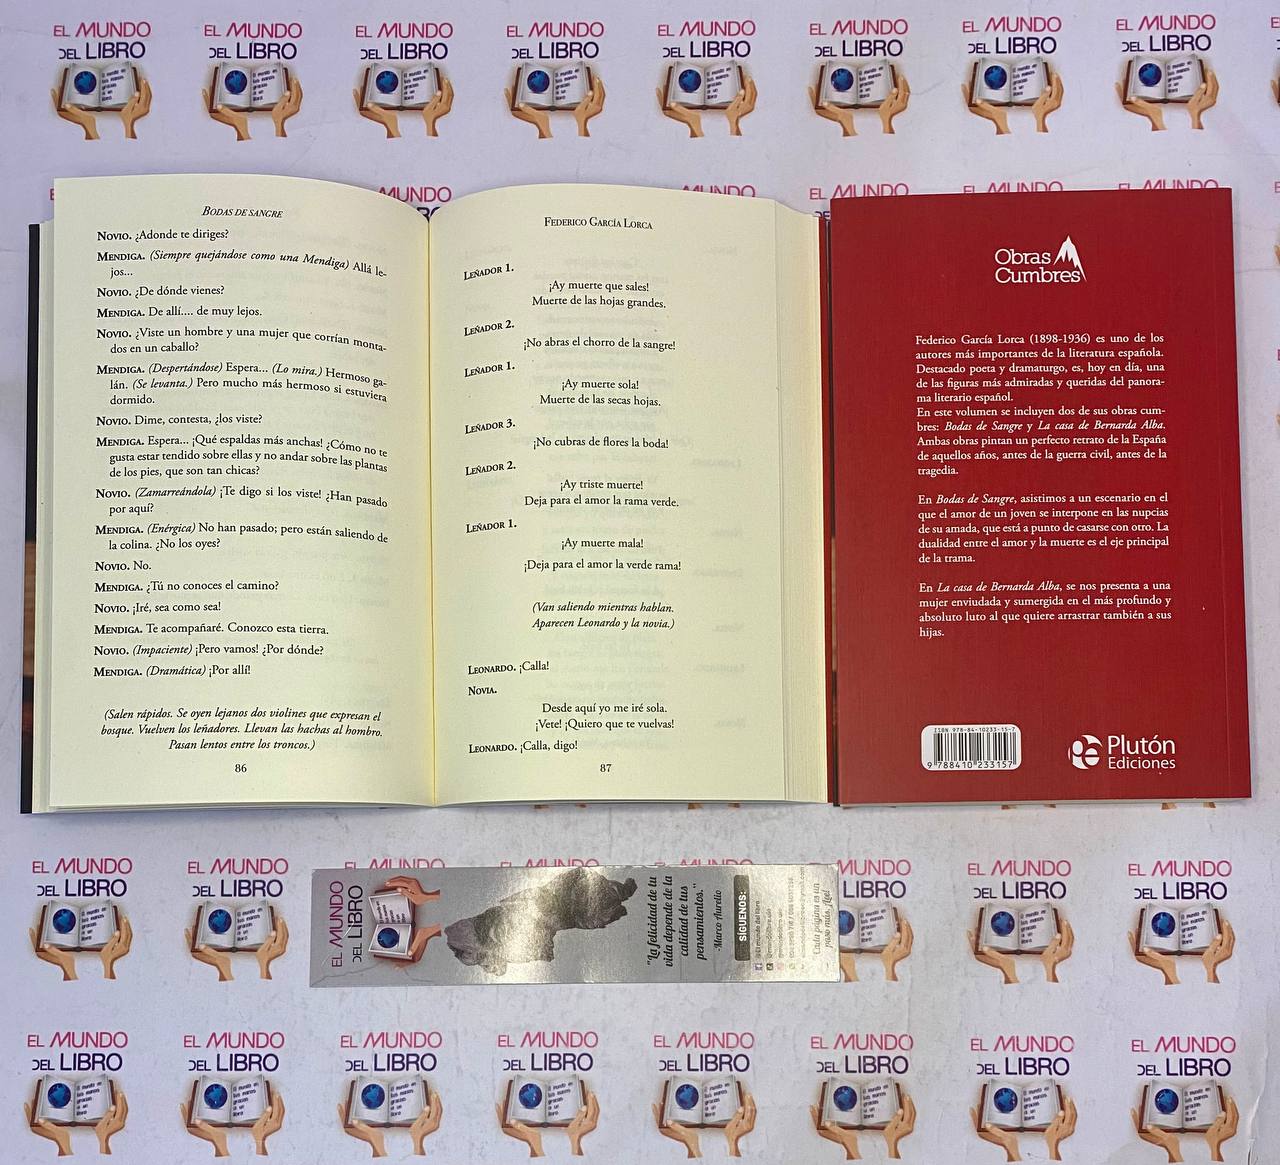 EL MUNDO
DEL LIBRO
BODAS DE SANGRE
NOVIO. ¿Adonde te diriges?
MENDIGA. (Siempre quejándose como una Mendiga) Allá le-
jos...
NOVIO. ¿De dónde vienes?
MENDIGA. De allí.... de muy lejos.
NOVIO. ¿Viste un hombre y una mujer que corrían monta-
dos en un caballo?
MENDIGA. (Despertándose) Espera... (Lo mira.) Hermoso ga-
lán. (Se levanta.) Pero mucho más hermoso si estuviera
dormido.
NOVIO. Dime, contesta, ¿los viste?
MENDIGA. Espera... ¡Qué espaldas más anchas! ¿Cómo no te
gusta estar tendido sobre ellas y no andar sobre las plantas
de los pies, que son tan chicas?
NOVIO. (Zamarreándola) ¡Te digo si los viste! ¿Han pasado
por aquí?
MENDIGA. (Enérgica) No han pasado; pero están saliendo de
la colina. ¿No los oyes?
NOVIO. No.
MENDIGA. ¿Tú no conoces el camino?
NOVIO. ¡Iré, sea como sea!
MENDIGA. Te acompañaré. Conozco esta tierra.
NOVIO. (Impaciente) ¡Pero vamos! ¿Por dónde?
MENDIGA. (Dramática) ¡Por allí!
(Salen rápidos. Se oyen lejanos dos violines que expresan el
bosque. Vuelven los leñadores. Llevan las hachas al hombro.
Pasan lentos entre los troncos.)
86
FEDERICO GARCÍA LORCA
LEÑADOR 1.
¡Ay muerte que sales!
Muerte de las hojas grandes.
LEÑADOR 2.
¡No abras el chorro de la sangre!
LEÑADOR 1.
¡Ay muerte sola!
Muerte de las secas hojas.
LEÑADOR 3.
¡No cubras de flores la boda!
LEÑADOR 2.
¡Ay triste muerte!
Deja para el amor la rama verde.
LEÑADOR 1.
¡Ay muerte mala!
¡Deja para el amor la verde rama!
(Van saliendo mientras hablan.
Aparecen Leonardo y la novia.)
LEONARDO. ¡Calla!
NOVIA.
Desde aquí yo me iré sola.
¡Vete! ¡Quiero que te vuelvas!
LEONARDO. ¡Calla, digo!
87
Obras
Cumbres
Federico García Lorca (1898-1936) es uno de los
autores más importantes de la literatura española.
Destacado poeta y dramaturgo, es, hoy en día, una
de las figuras más admiradas y queridas del panora-
ma literario español.
En este volumen se incluyen dos de sus obras cum-
bres: Bodas de Sangre y La casa de Bernarda Alba.
Ambas obras pintan un perfecto retrato de la España
de aquellos años, antes de la guerra civil, antes de la
tragedia.
En Bodas de Sangre, asistimos a un escenario en el
que el amor de un joven se interpone en las nupcias
de su amada, que está a punto de casarse con otro. La
dualidad entre el amor y la muerte es el eje principal
de la trama.
En La casa de Bernarda Alba, se nos presenta a una
mujer enviudada y sumergida en el más profundo y
absoluto luto al que quiere arrastrar también a sus
hijas.
ISBN 978-84-10233-15-7
9 788410 233157
Plutón
Ediciones
EL MUNDO
DEL LIBRO
"La felicidad de tu
vida depende de la
calidad de tus
pensamientos."
-Marco Aurelio
SÍGUENOS:
Cada página es un
paso más. ¡Lee!